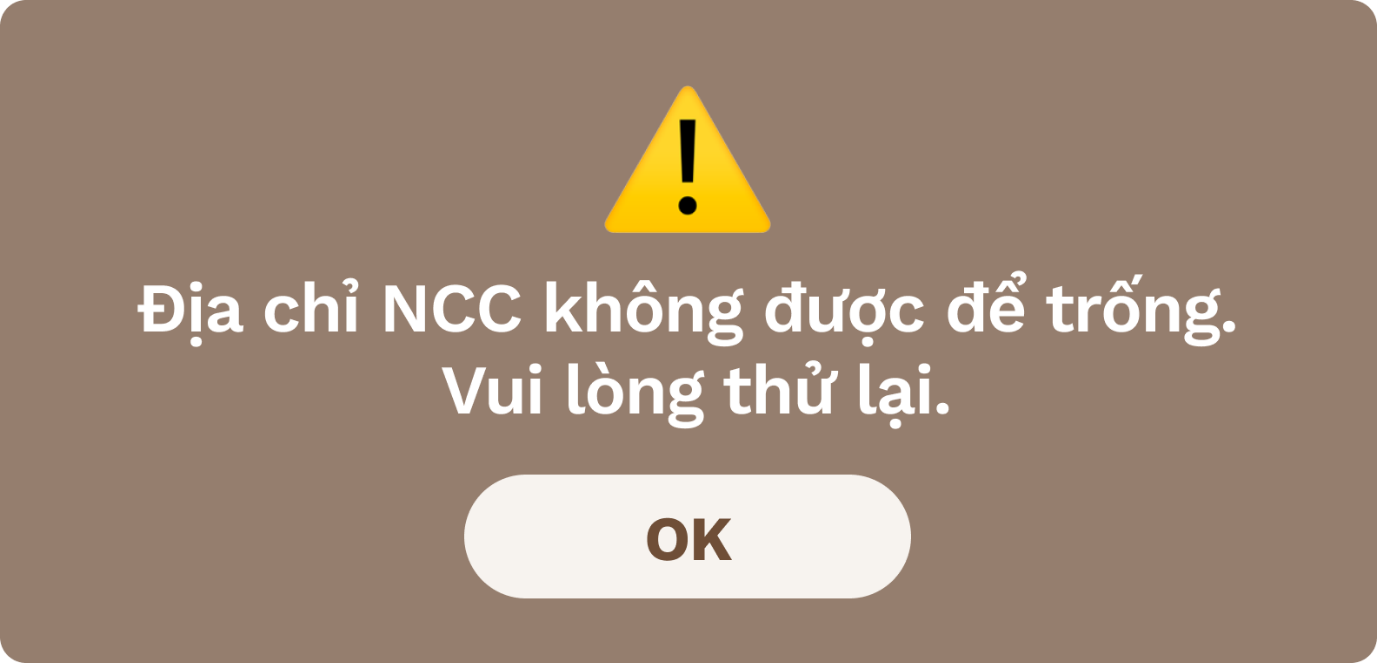 Địa chỉ NCC không được để trống.
Vui lòng thử lại.
OK